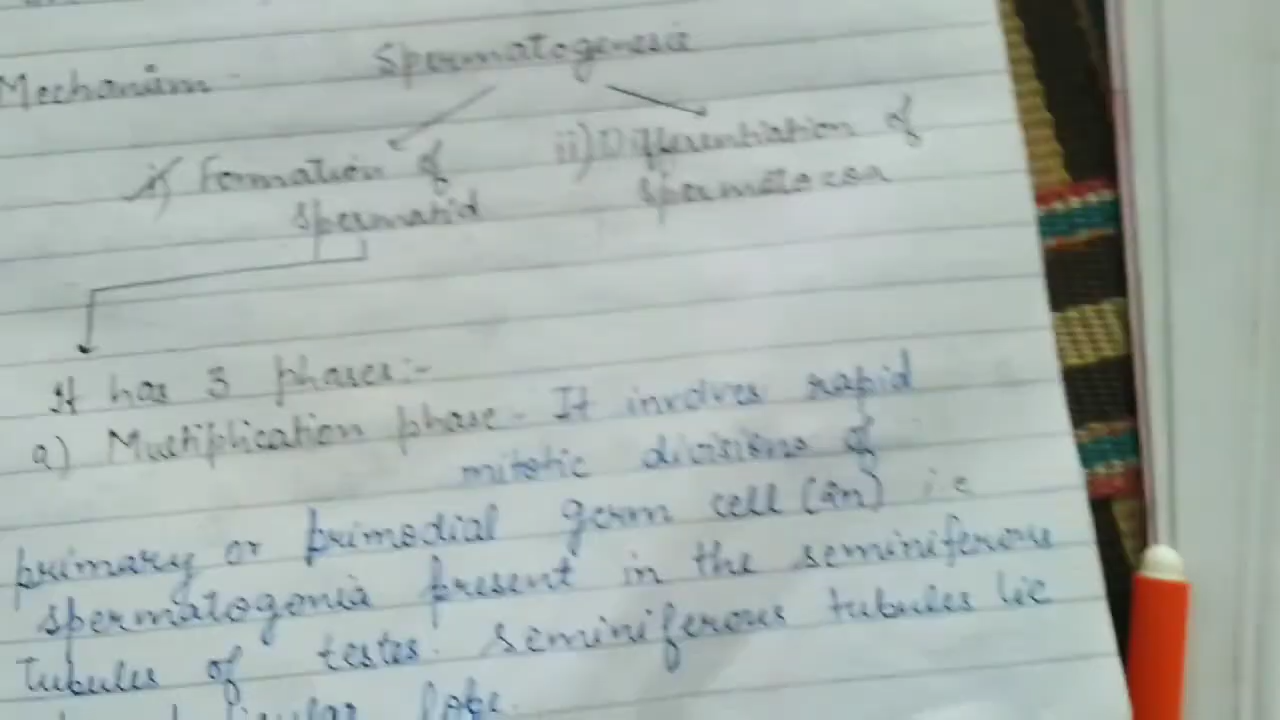 Spermatogenesis
Mechanism -
i) Formation of
spermatid
ii) Differentiation of
spermatozoa
It has 3 phases:-
a) Multiplication phase - It involves rapid
mitotic divisions of
primary or primodial germ cell (2n) i.e
spermatogonia present in the seminiferous
tubules of testes. seminiferous tubules lie
lobe.